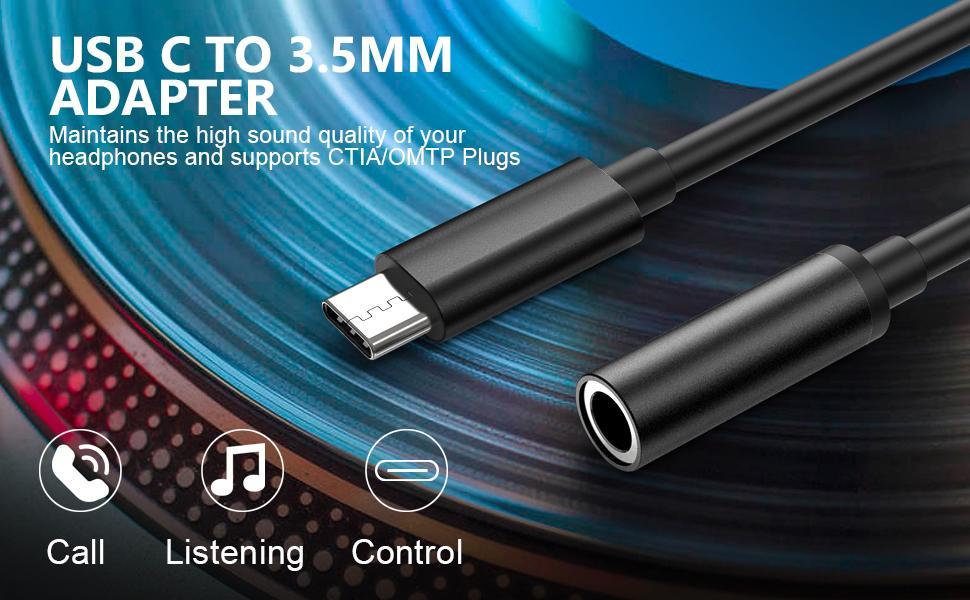 USB C TO 3.5MM
ADAPTER
Maintains the high sound quality of your
headphones and supports CTIA/OMTP Plugs
Call
Listening
Control